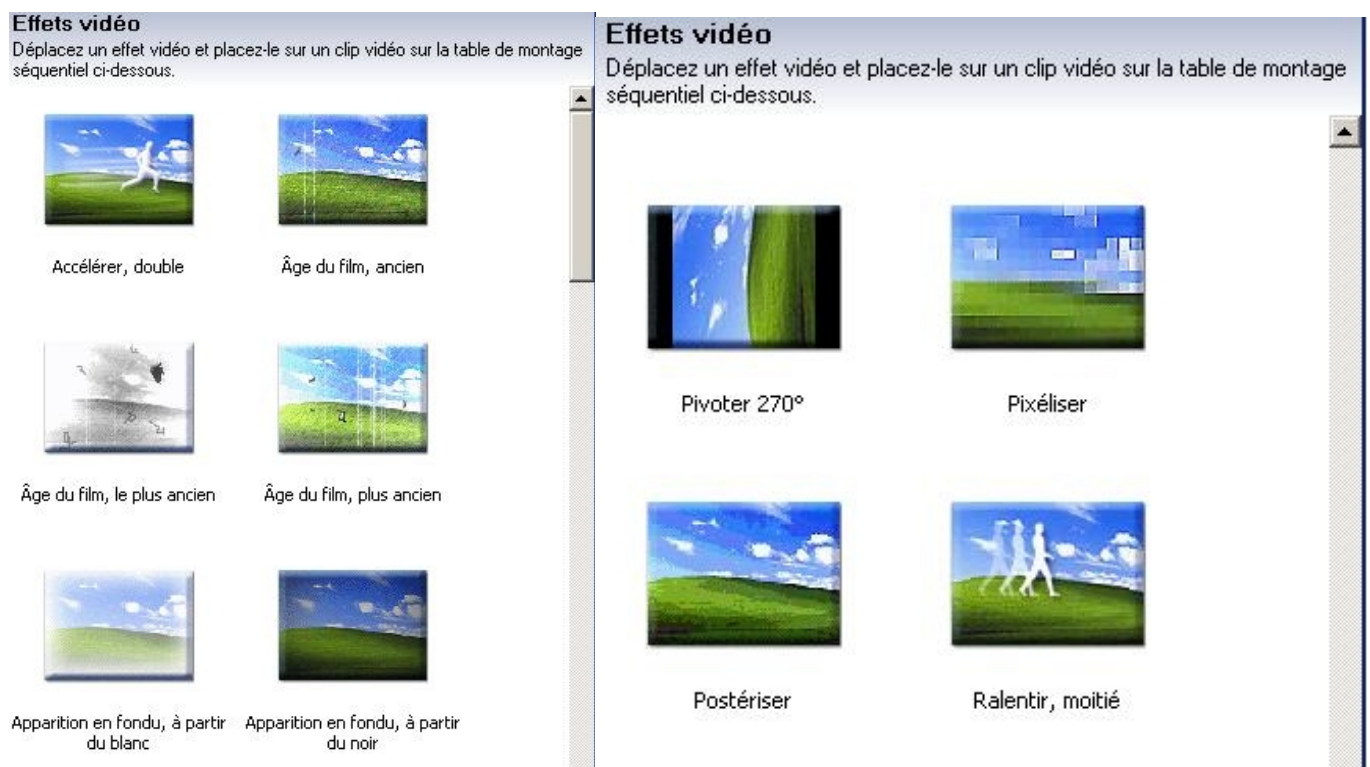 Effets vidéo
Déplacez un effet vidéo et placez-le sur un clip vidéo sur la table de montage
séquentiel ci-dessous.
Accélérer, double
Âge du film, ancien
Âge du film, le plus ancien
Âge du film, plus ancien
Apparition en fondu, à partir
du blanc
Apparition en fondu, à partir
du noir
Effets vidéo
Déplacez un effet vidéo et placez-le sur un clip vidéo sur la table de montage
séquentiel ci-dessous.
Pivoter 270°
Pixéliser
Postériser
Ralentir, moitié